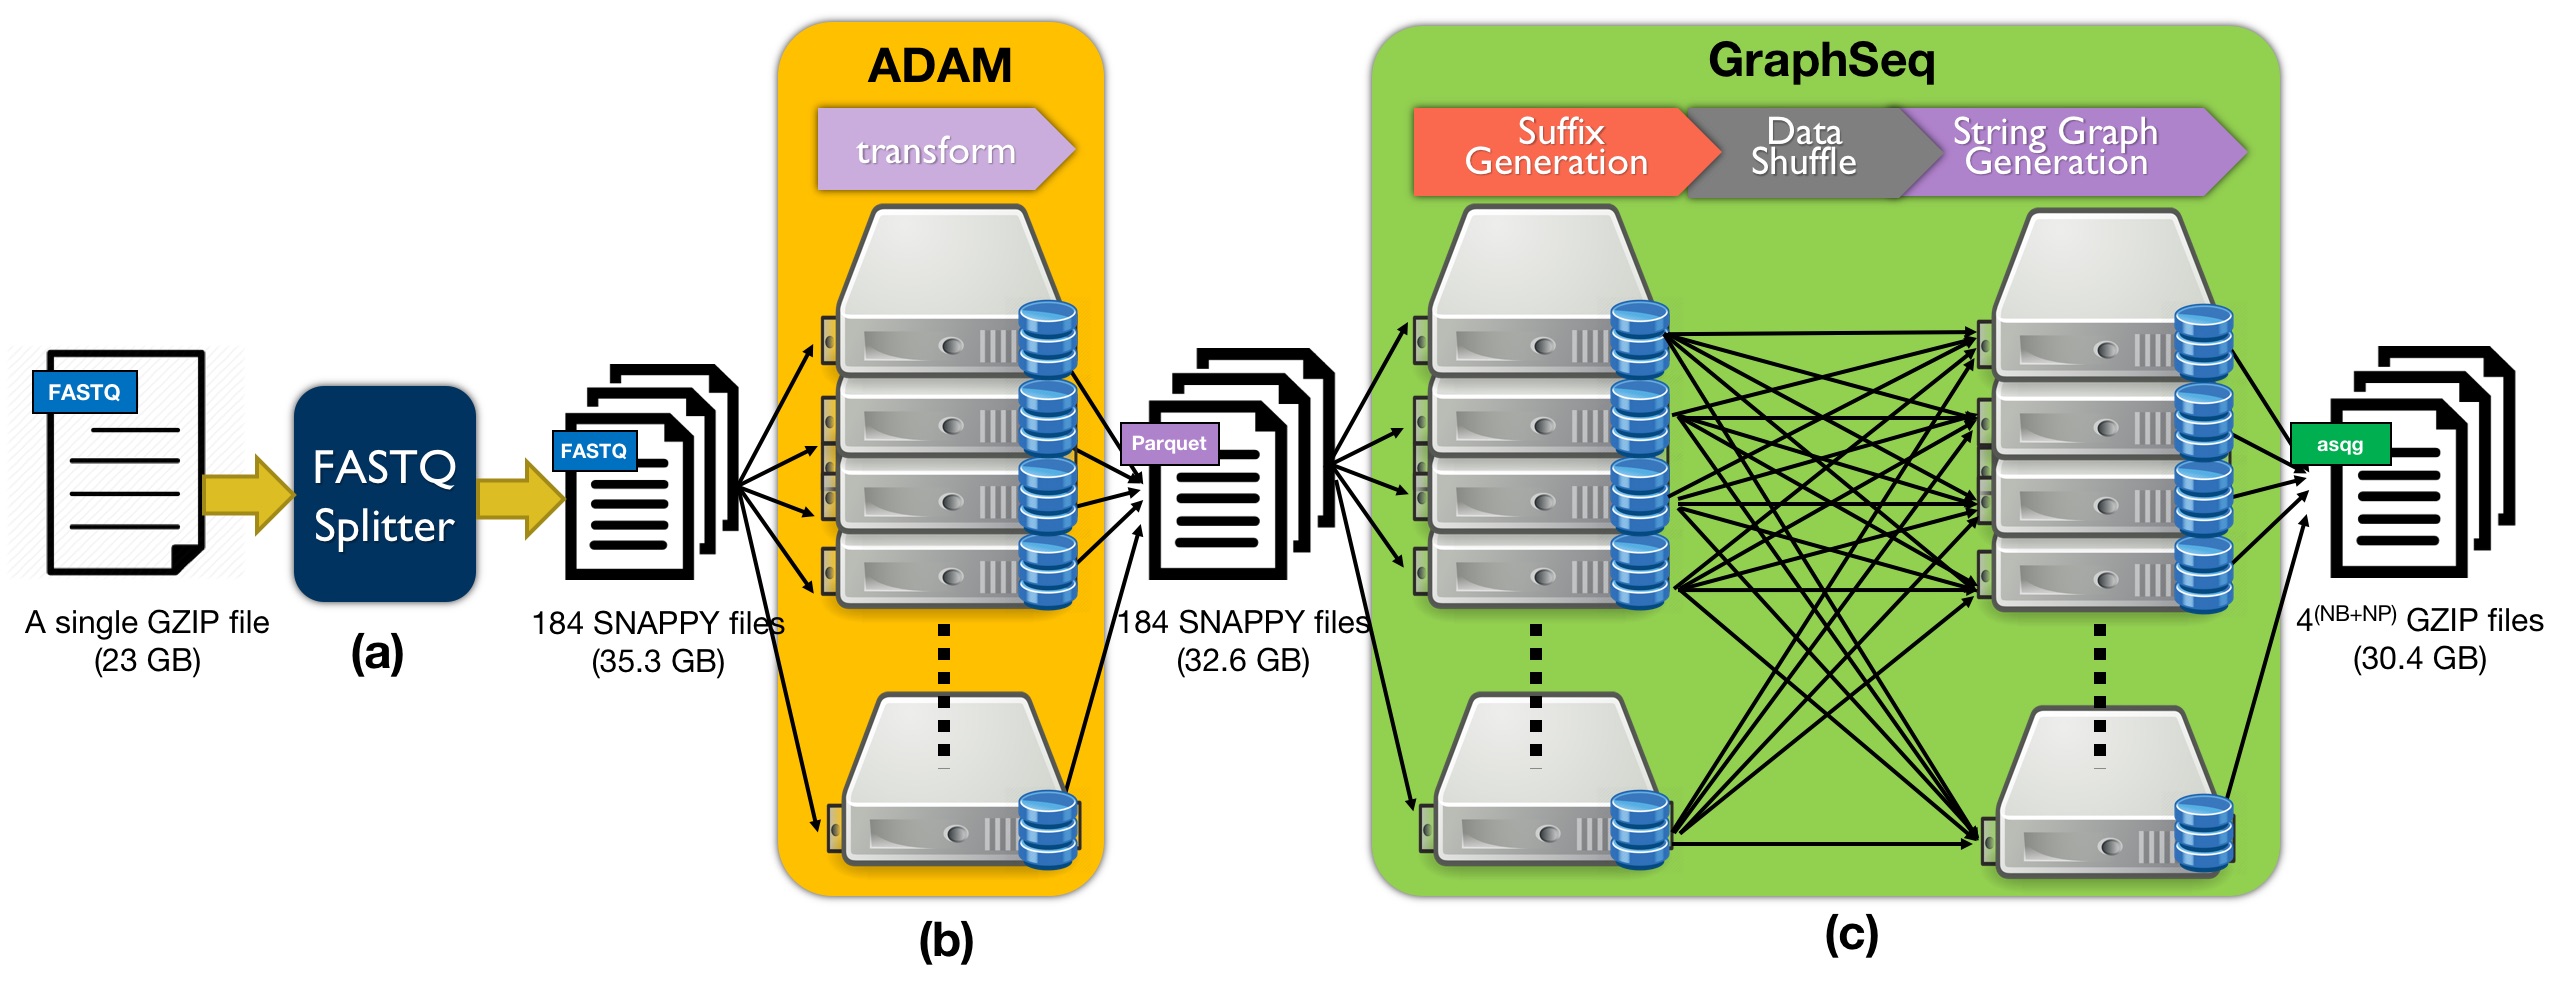 FASTQ
A single GZIP file
(23 GB)
FASTQ
Splitter
(a)
FASTQ
184 SNAPPY files
(35.3 GB)
ADAM
transform
(b)
Parquet
184 SNAPPY files
(32.6 GB)
GraphSeq
Suffix
Generation
Data
Shuffle
String Graph
Generation
(c)
asqg
4(NB+NP) GZIP files
(30.4 GB)